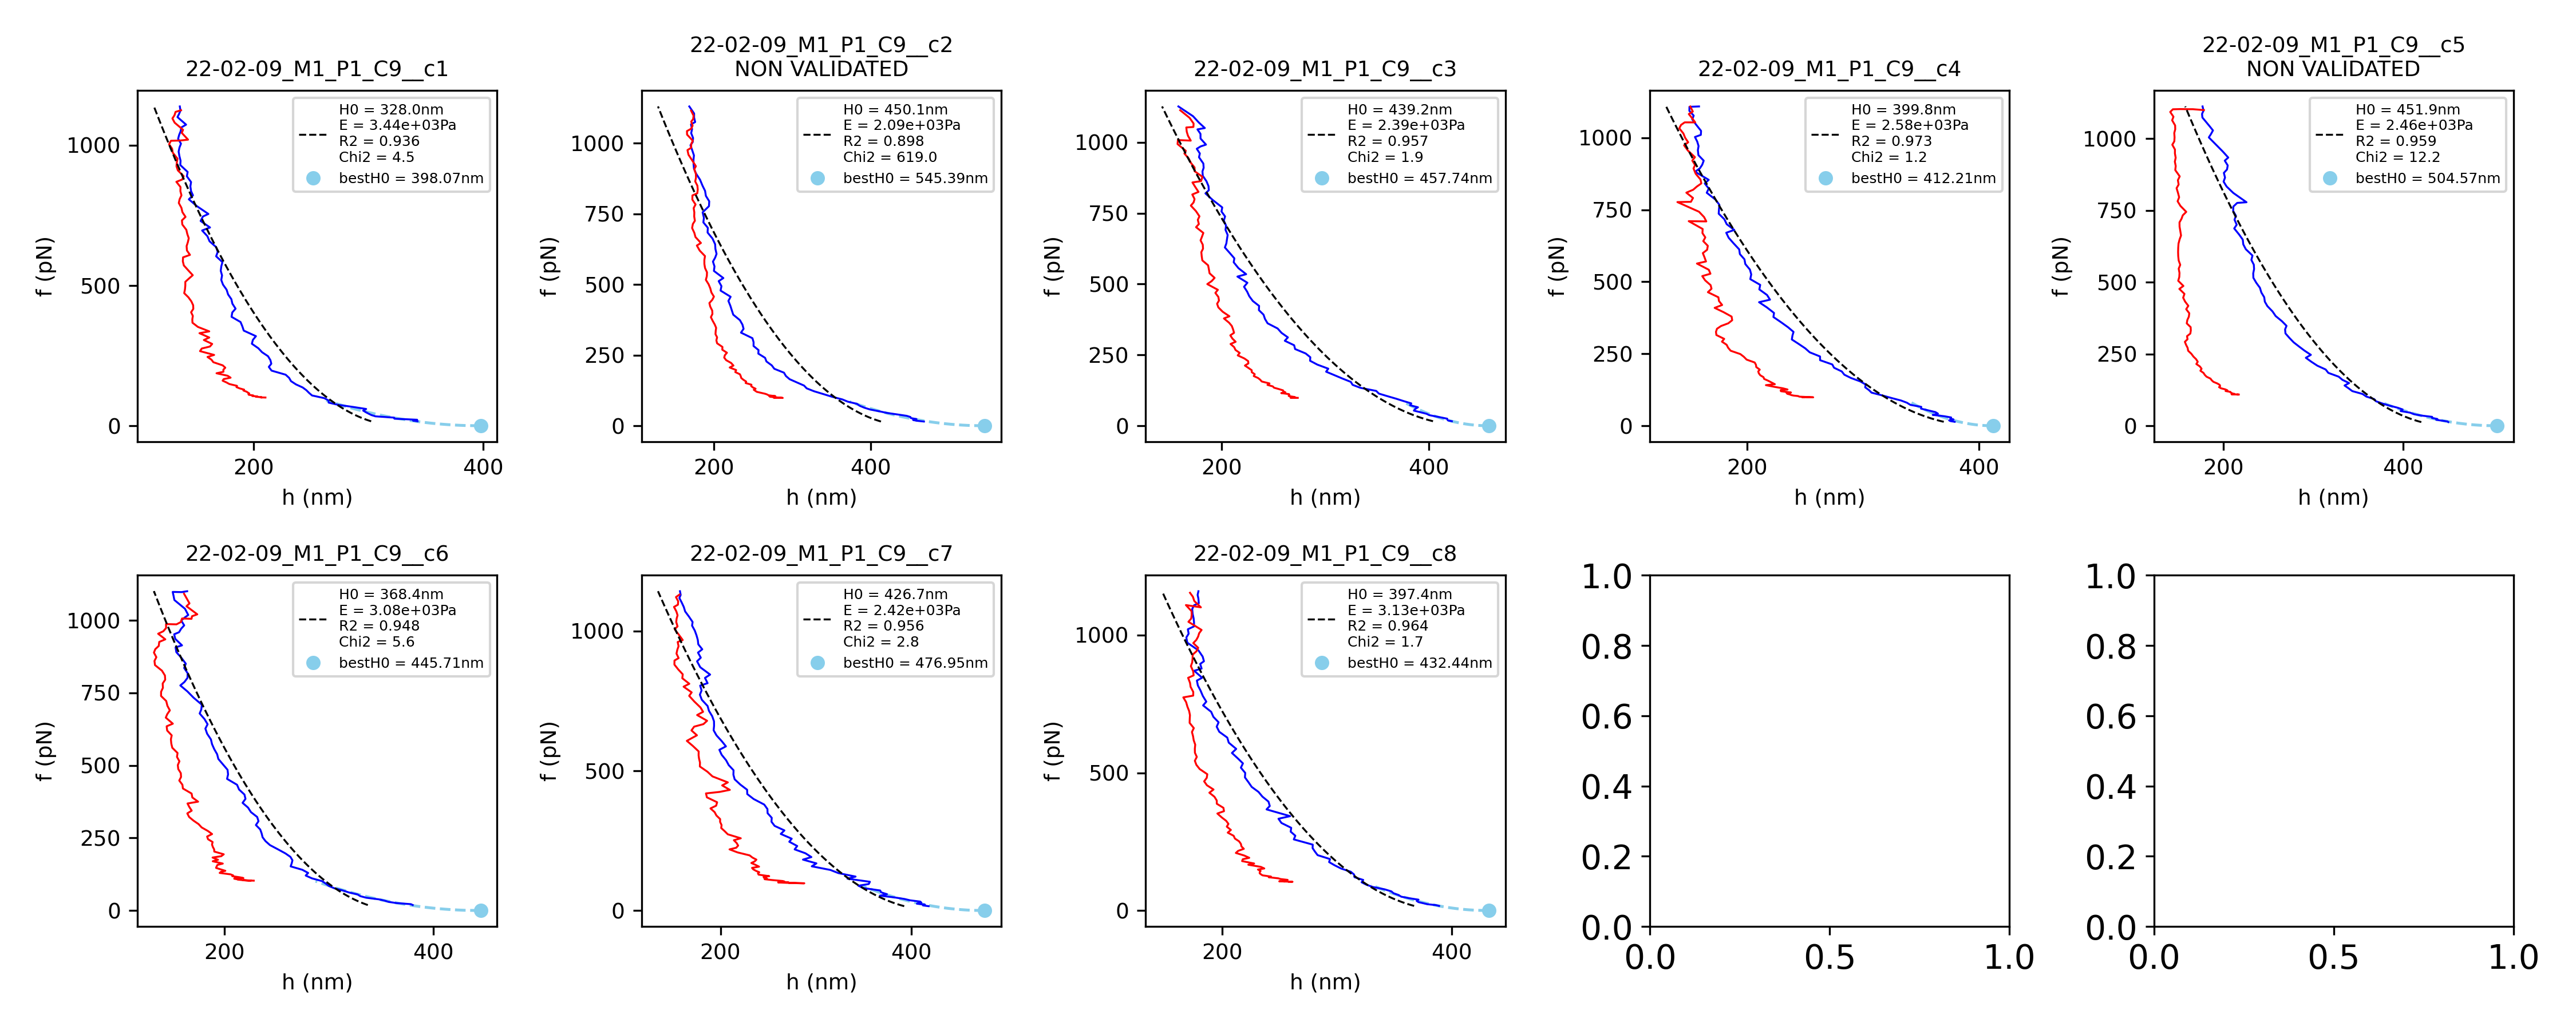 22-02-09_M1_P1_C9__c1
H0 = 328.0nm
E = 3.44e+03Pa
R2 = 0.936
Chi2 = 4.5
bestH0 = 398.07nm
1000
750
500
250
0
f (pN)
200
400
h (nm)
22-02-09_M1_P1_C9__c2
NON VALIDATED
H0 = 450.1nm
E = 2.09e+03Pa
R2 = 0.898
Chi2 = 619.0
bestH0 = 545.39nm
1000
750
500
250
0
f (pN)
200
400
h (nm)
22-02-09_M1_P1_C9__c3
H0 = 439.2nm
E = 2.39e+03Pa
R2 = 0.957
Chi2 = 1.9
bestH0 = 457.74nm
1000
750
500
250
0
f (pN)
200
400
h (nm)
22-02-09_M1_P1_C9__c4
H0 = 399.8nm
E = 2.58e+03Pa
R2 = 0.973
Chi2 = 1.2
bestH0 = 412.21nm
1000
750
500
250
0
f (pN)
200
400
h (nm)
22-02-09_M1_P1_C9__c5
NON VALIDATED
H0 = 451.9nm
E = 2.46e+03Pa
R2 = 0.959
Chi2 = 12.2
bestH0 = 504.57nm
1000
750
500
250
0
f (pN)
200
400
h (nm)
22-02-09_M1_P1_C9__c6
H0 = 368.4nm
E = 3.08e+03Pa
R2 = 0.948
Chi2 = 5.6
bestH0 = 445.71nm
1000
750
500
250
0
f (pN)
200
400
h (nm)
22-02-09_M1_P1_C9__c7
H0 = 426.7nm
E = 2.42e+03Pa
R2 = 0.956
Chi2 = 2.8
bestH0 = 476.95nm
1000
500
0
f (pN)
200
400
h (nm)
22-02-09_M1_P1_C9__c8
H0 = 397.4nm
E = 3.13e+03Pa
R2 = 0.964
Chi2 = 1.7
bestH0 = 432.44nm
1000
500
0
f (pN)
200
400
h (nm)
1.0
0.8
0.6
0.4
0.2
0.0
0.0
0.5
1.0
1.0
0.8
0.6
0.4
0.2
0.0
0.0
0.5
1.0